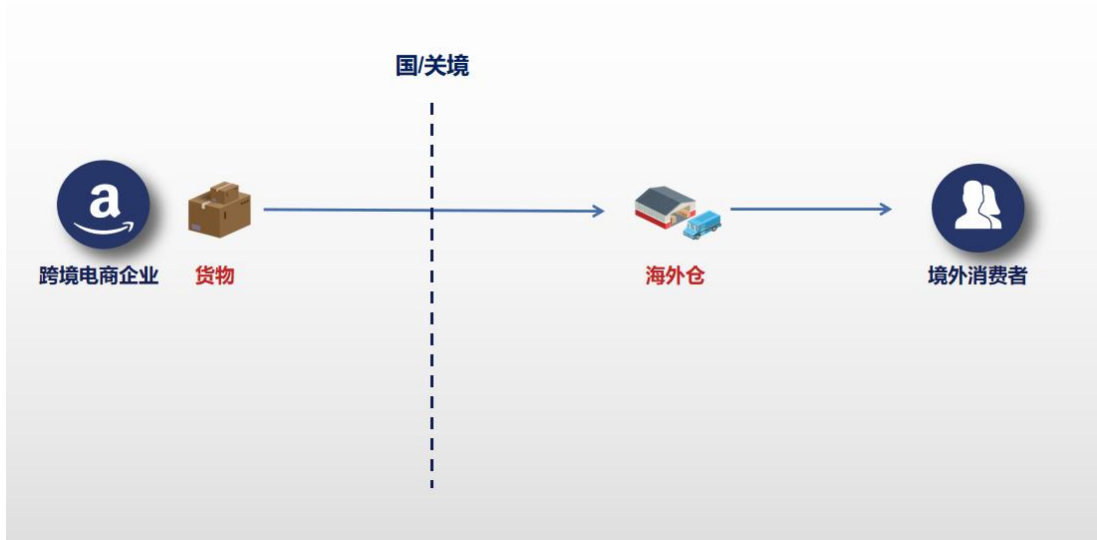 国/关境
a
跨境电商企业
货物
海外仓
境外消费者